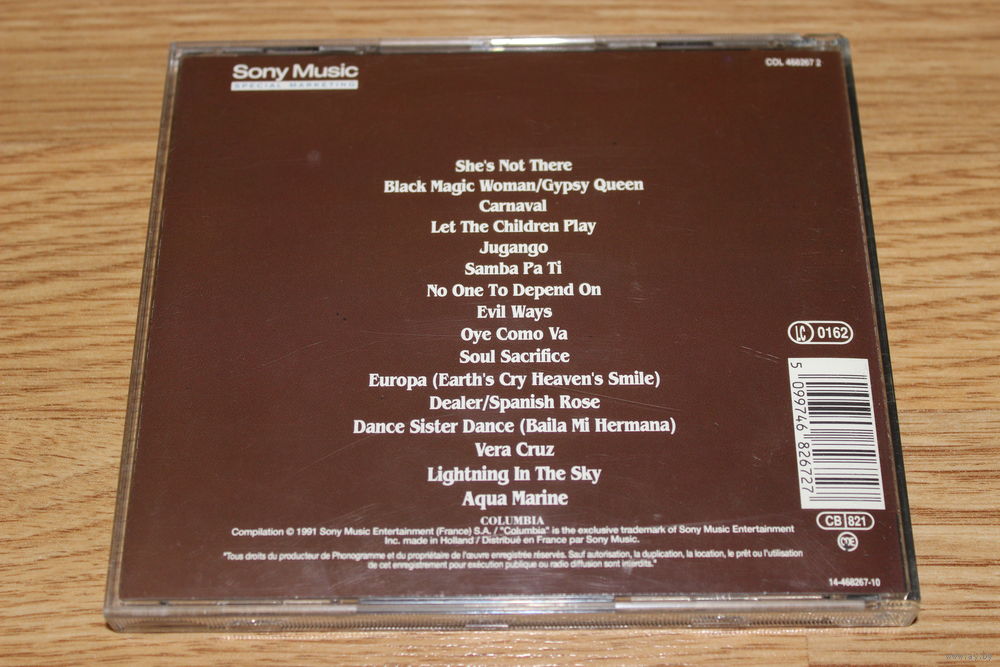 Sony Music
SPECIAL MARKETING
COL 468267 2
She's Not There
Black Magic Woman/Gypsy Queen
Carnaval
Let The Children Play
Jugango
Samba Pa Ti
No One To Depend On
Evil Ways
Oye Como Va
Soul Sacrifice
Europa (Earth's Cry Heaven's Smile)
Dealer/Spanish Rose
Dance Sister Dance (Baila Mi Hermana)
Vera Cruz
Lightning In The Sky
Aqua Marine
LC 0162
5 099746 826727
CB 821
COLUMBIA
Compilation © 1991 Sony Music Entertainment (France) S.A. / "Columbia" is the exclusive trademark of Sony Music Entertainment
Inc. made in Holland / Distribué en France par Sony Music.
"Tous droits du producteur de Phonogramme et du propriétaire de l'œuvre enregistrée réservés. Sauf autorisation, la duplication, la location, le prêt ou l'utilisation
de cet enregistrement pour exécution publique ou radio diffusion sont interdits."
14-468267-10